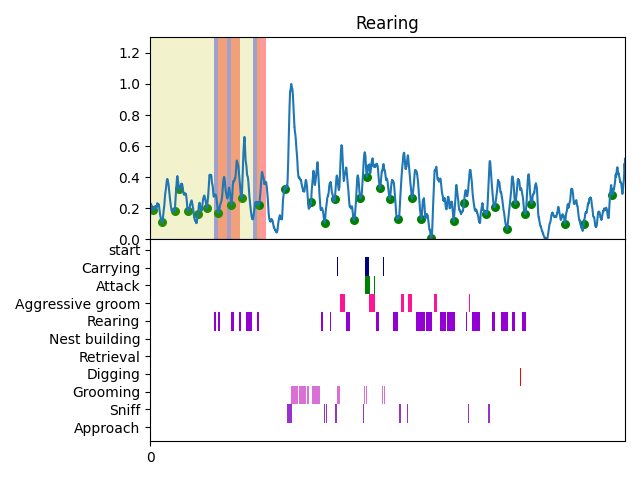 Rearing
1.2
1.0
0.8
0.6
0.4
0.2
0.0
start
Carrying
Attack
Aggressive groom
Rearing
Nest building
Retrieval
Digging
Grooming
Sniff
Approach
0